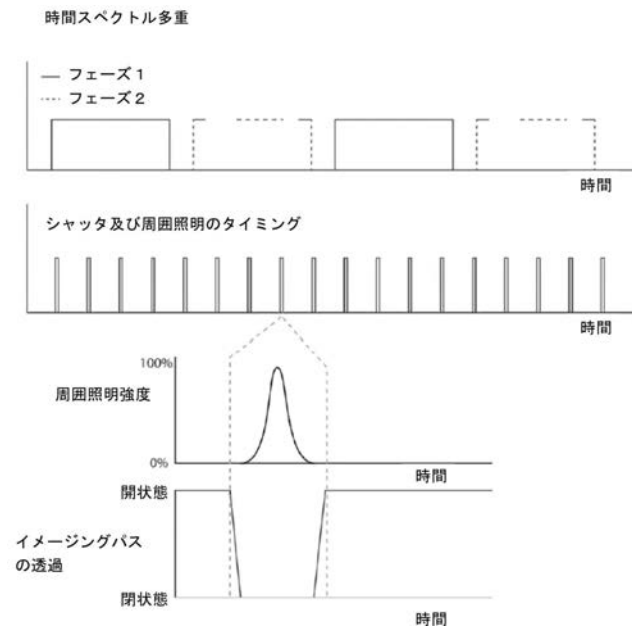 時間スペクトル多重
フェーズ1
フェーズ2
時間
シャッタ及び周囲照明のタイミング
時間
100%
周囲照明強度
0%
時間
開状態
イメージングパス
の透過
閉状態
時間